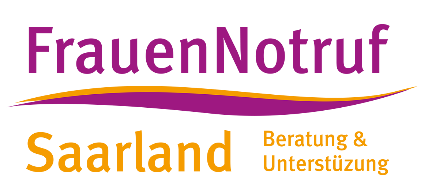 FrauenNotruf
Saarland
Beratung &
Unterstüzung